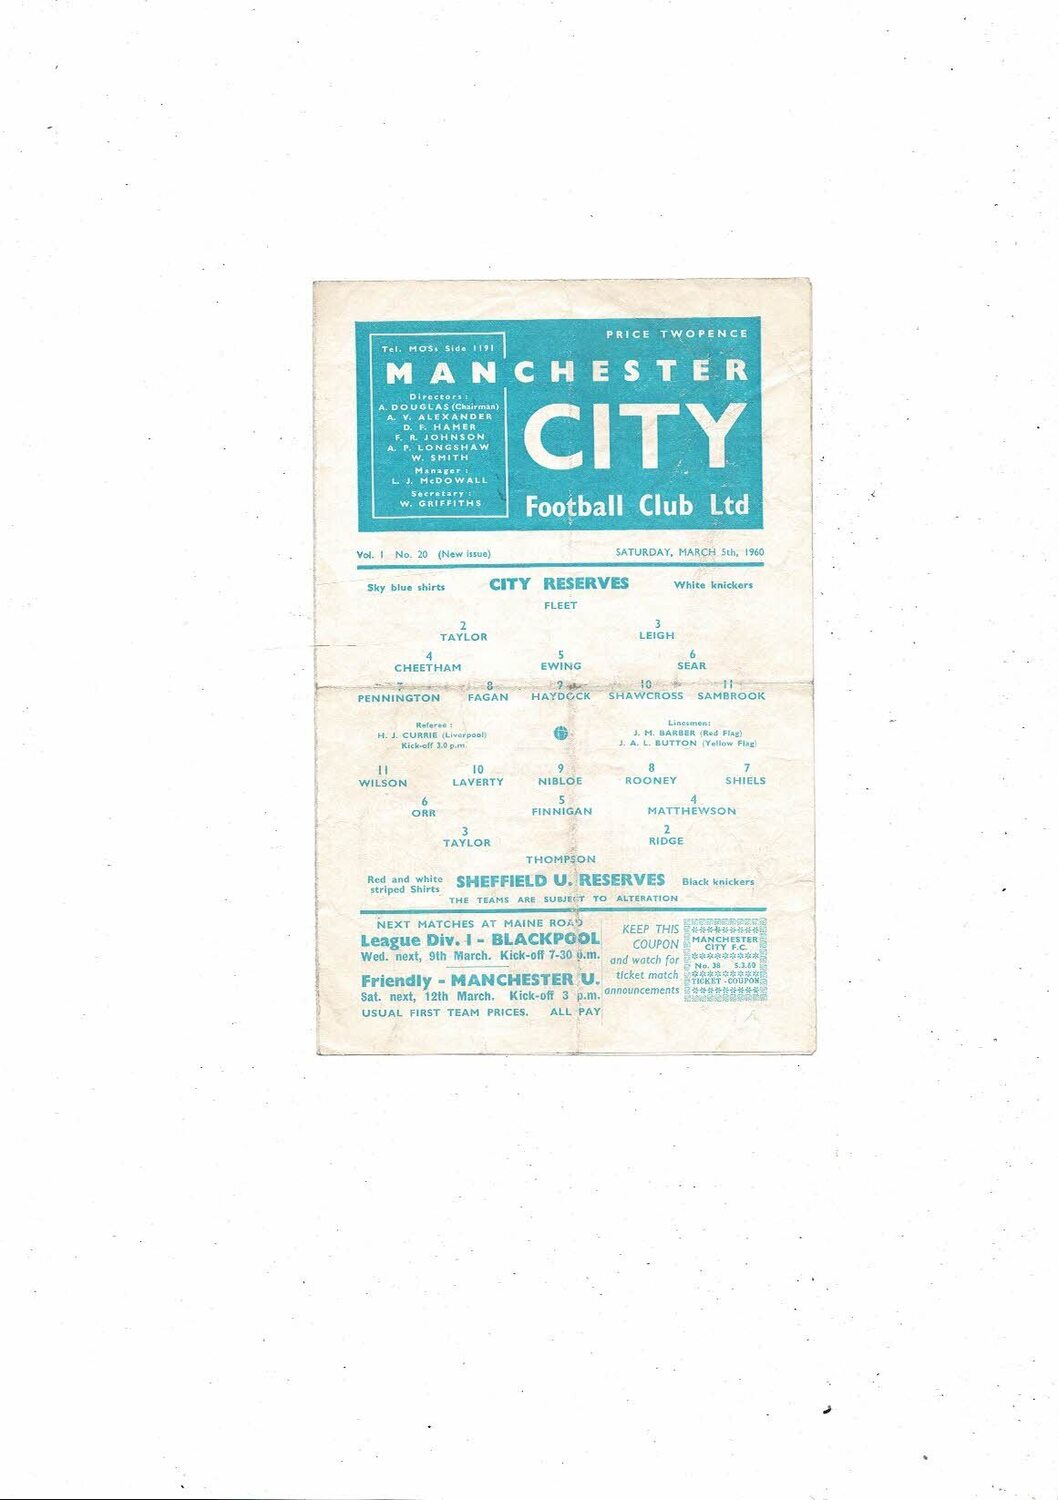 PRICE TWOPENCE
Tel. MOSs Side 1191
MANCHESTER
CITY
Football Club Ltd
Directors:
A. DOUGLAS (Chairman)
A. V. ALEXANDER
D. F. HAMER
F. R. JOHNSON
A. P. LONGSHAW
W. SMITH
Manager:
L. J. McDOWALL
Secretary:
W. GRIFFITHS
Vol. 1 No. 20 (New issue) SATURDAY, MARCH 5th, 1960
Sky blue shirts CITY RESERVES White knickers
FLEET
2 3
TAYLOR LEIGH
4 5 6
CHEETHAM EWING SEAR
7 8 9 10 11
PENNINGTON FAGAN HAYDOCK SHAWCROSS SAMBROOK
Referee:
H. J. CURRIE (Liverpool)
Kick-off 3.0 p.m.
Linesmen:
J. M. BARBER (Red Flag)
J. A. L. BUTTON (Yellow Flag)
11 10 9 8 7
WILSON LAVERTY NIBLOE ROONEY SHIELS
6 5 4
ORR FINNIGAN MATTHEWSON
3 2
TAYLOR RIDGE
THOMPSON
Red and white striped Shirts SHEFFIELD U. RESERVES Black knickers
THE TEAMS ARE SUBJECT TO ALTERATION
NEXT MATCHES AT MAINE ROAD
League Div. I - BLACKPOOL
Wed. next, 9th March. Kick-off 7-30 p.m.
Friendly - MANCHESTER U.
Sat. next, 12th March. Kick-off 3 p.m.
USUAL FIRST TEAM PRICES. ALL PAY
KEEP THIS
COUPON
and watch for
ticket match
announcements
MANCHESTER
CITY F.C.
No. 38 5.3.60
TICKET - COUPON